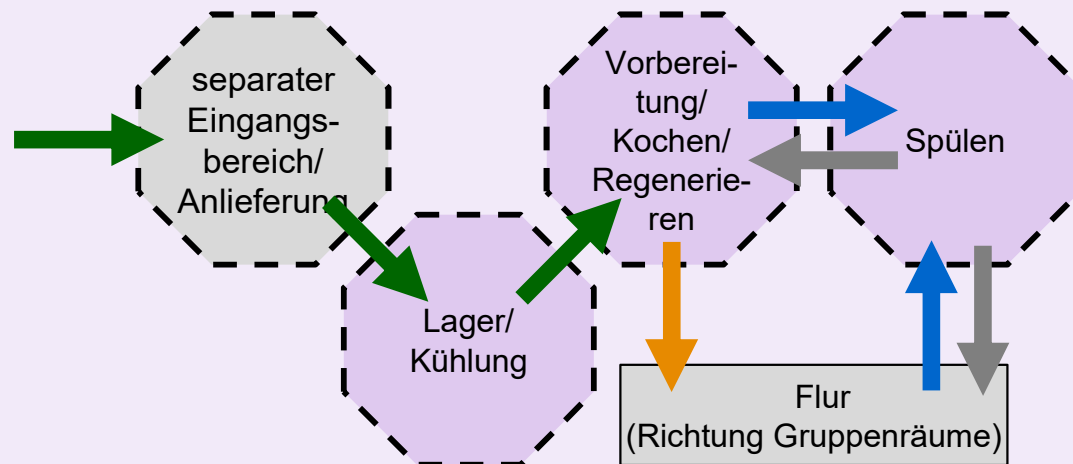 separater
Eingangs-
bereich/
Anlieferung
Lager/
Kühlung
Vorberei-
tung/
Kochen/
Regenerie-
ren
Spülen
Flur
(Richtung Gruppenräume)